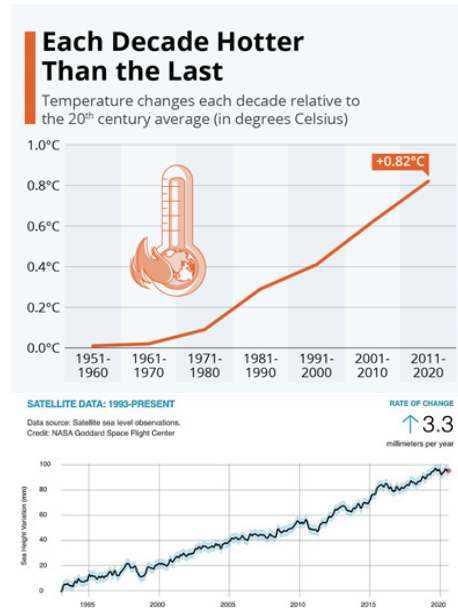 Each Decade Hotter
Than the Last
Temperature changes each decade relative to
the 20th century average (in degrees Celsius)
1.0°C
+0.82°C
0.8°C
0.6°C
0.4°C
0.2°C
0.0°C
1951-1960 1961-1970 1971-1980 1981-1990 1991-2000 2001-2010 2011-2020
SATELLITE DATA: 1993-PRESENT
Data source: Satellite sea level observations.
Credit: NASA Goddard Space Flight Center
RATE OF CHANGE
↑3.3
millimeters per year
Sea Height Variation (mm)
100
80
60
40
20
0
1995 2000 2005 2010 2015 2020